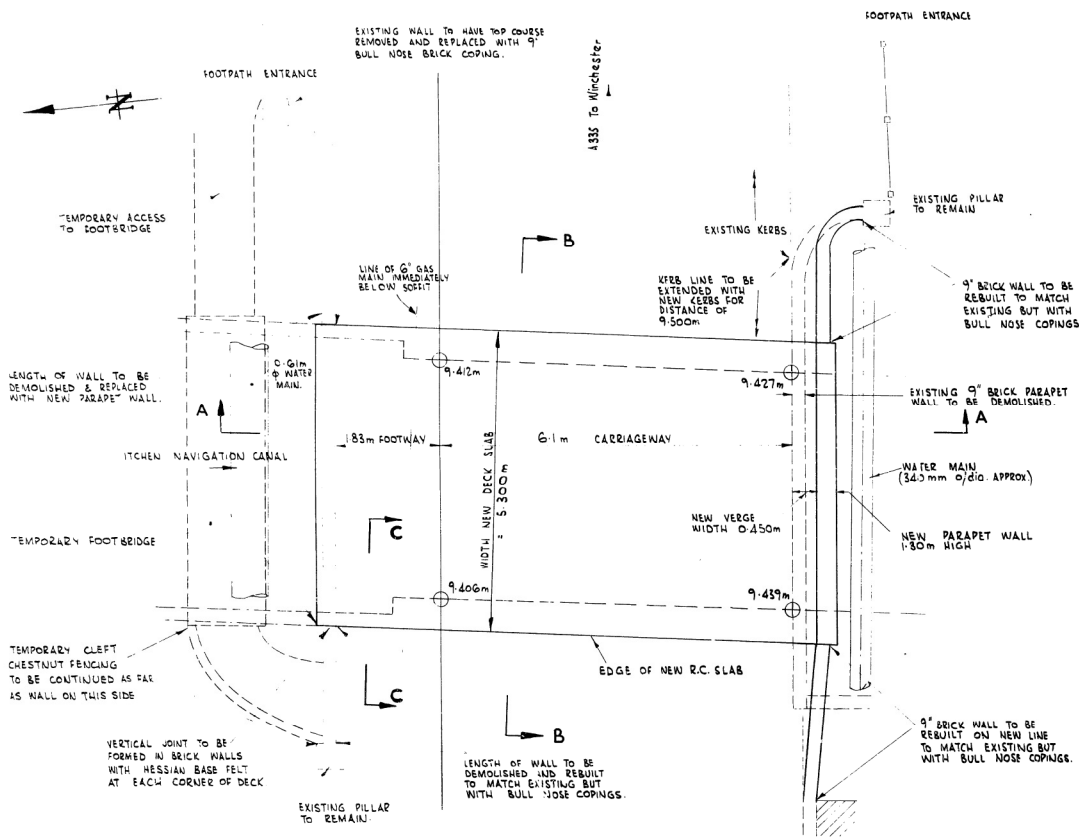 FOOTPATH ENTRANCE
EXISTING WALL TO HAVE TOP COURSE
REMOVED AND REPLACED WITH 9"
BULL NOSE BRICK COPING.
FOOTPATH ENTRANCE
A335 To Winchester
N
TEMPORARY ACCESS
TO FOOTBRIDGE
EXISTING PILLAR
TO REMAIN
EXISTING KERBS
B
LINE OF 6" GAS
MAIN IMMEDIATELY
BELOW SOFFIT
KERB LINE TO BE
EXTENDED WITH
NEW KERBS FOR
DISTANCE OF
9.500m
9" BRICK WALL TO BE
REBUILT TO MATCH
EXISTING BUT WITH
BULL NOSE COPINGS
0.61m
ϕ WATER
MAIN.
9.412m
9.427m
LENGTH OF WALL TO BE
DEMOLISHED & REPLACED
WITH NEW PARAPET WALL.
EXISTING 9" BRICK PARAPET
WALL TO BE DEMOLISHED.
A
A
1.83m FOOTWAY
6.1m CARRIAGEWAY
WIDTH NEW DECK SLAB
= 5.300m
ITCHEN NAVIGATION CANAL
WATER MAIN
(34.3mm o/dia. APPROX.)
NEW VERGE
WIDTH 0.450m
NEW PARAPET WALL
1.80m HIGH
C
TEMPORARY FOOTBRIDGE
9.406m
9.439m
TEMPORARY CLEFT
CHESTNUT FENCING
TO BE CONTINUED AS FAR
AS WALL ON THIS SIDE
EDGE OF NEW R.C. SLAB
C
B
VERTICAL JOINT TO BE
FORMED IN BRICK WALLS
WITH HESSIAN BASE FELT
AT EACH CORNER OF DECK
LENGTH OF WALL TO BE
DEMOLISHED AND REBUILT
TO MATCH EXISTING BUT
WITH BULL NOSE COPINGS.
9" BRICK WALL TO BE
REBUILT ON NEW LINE
TO MATCH EXISTING BUT
WITH BULL NOSE COPINGS.
EXISTING PILLAR
TO REMAIN.